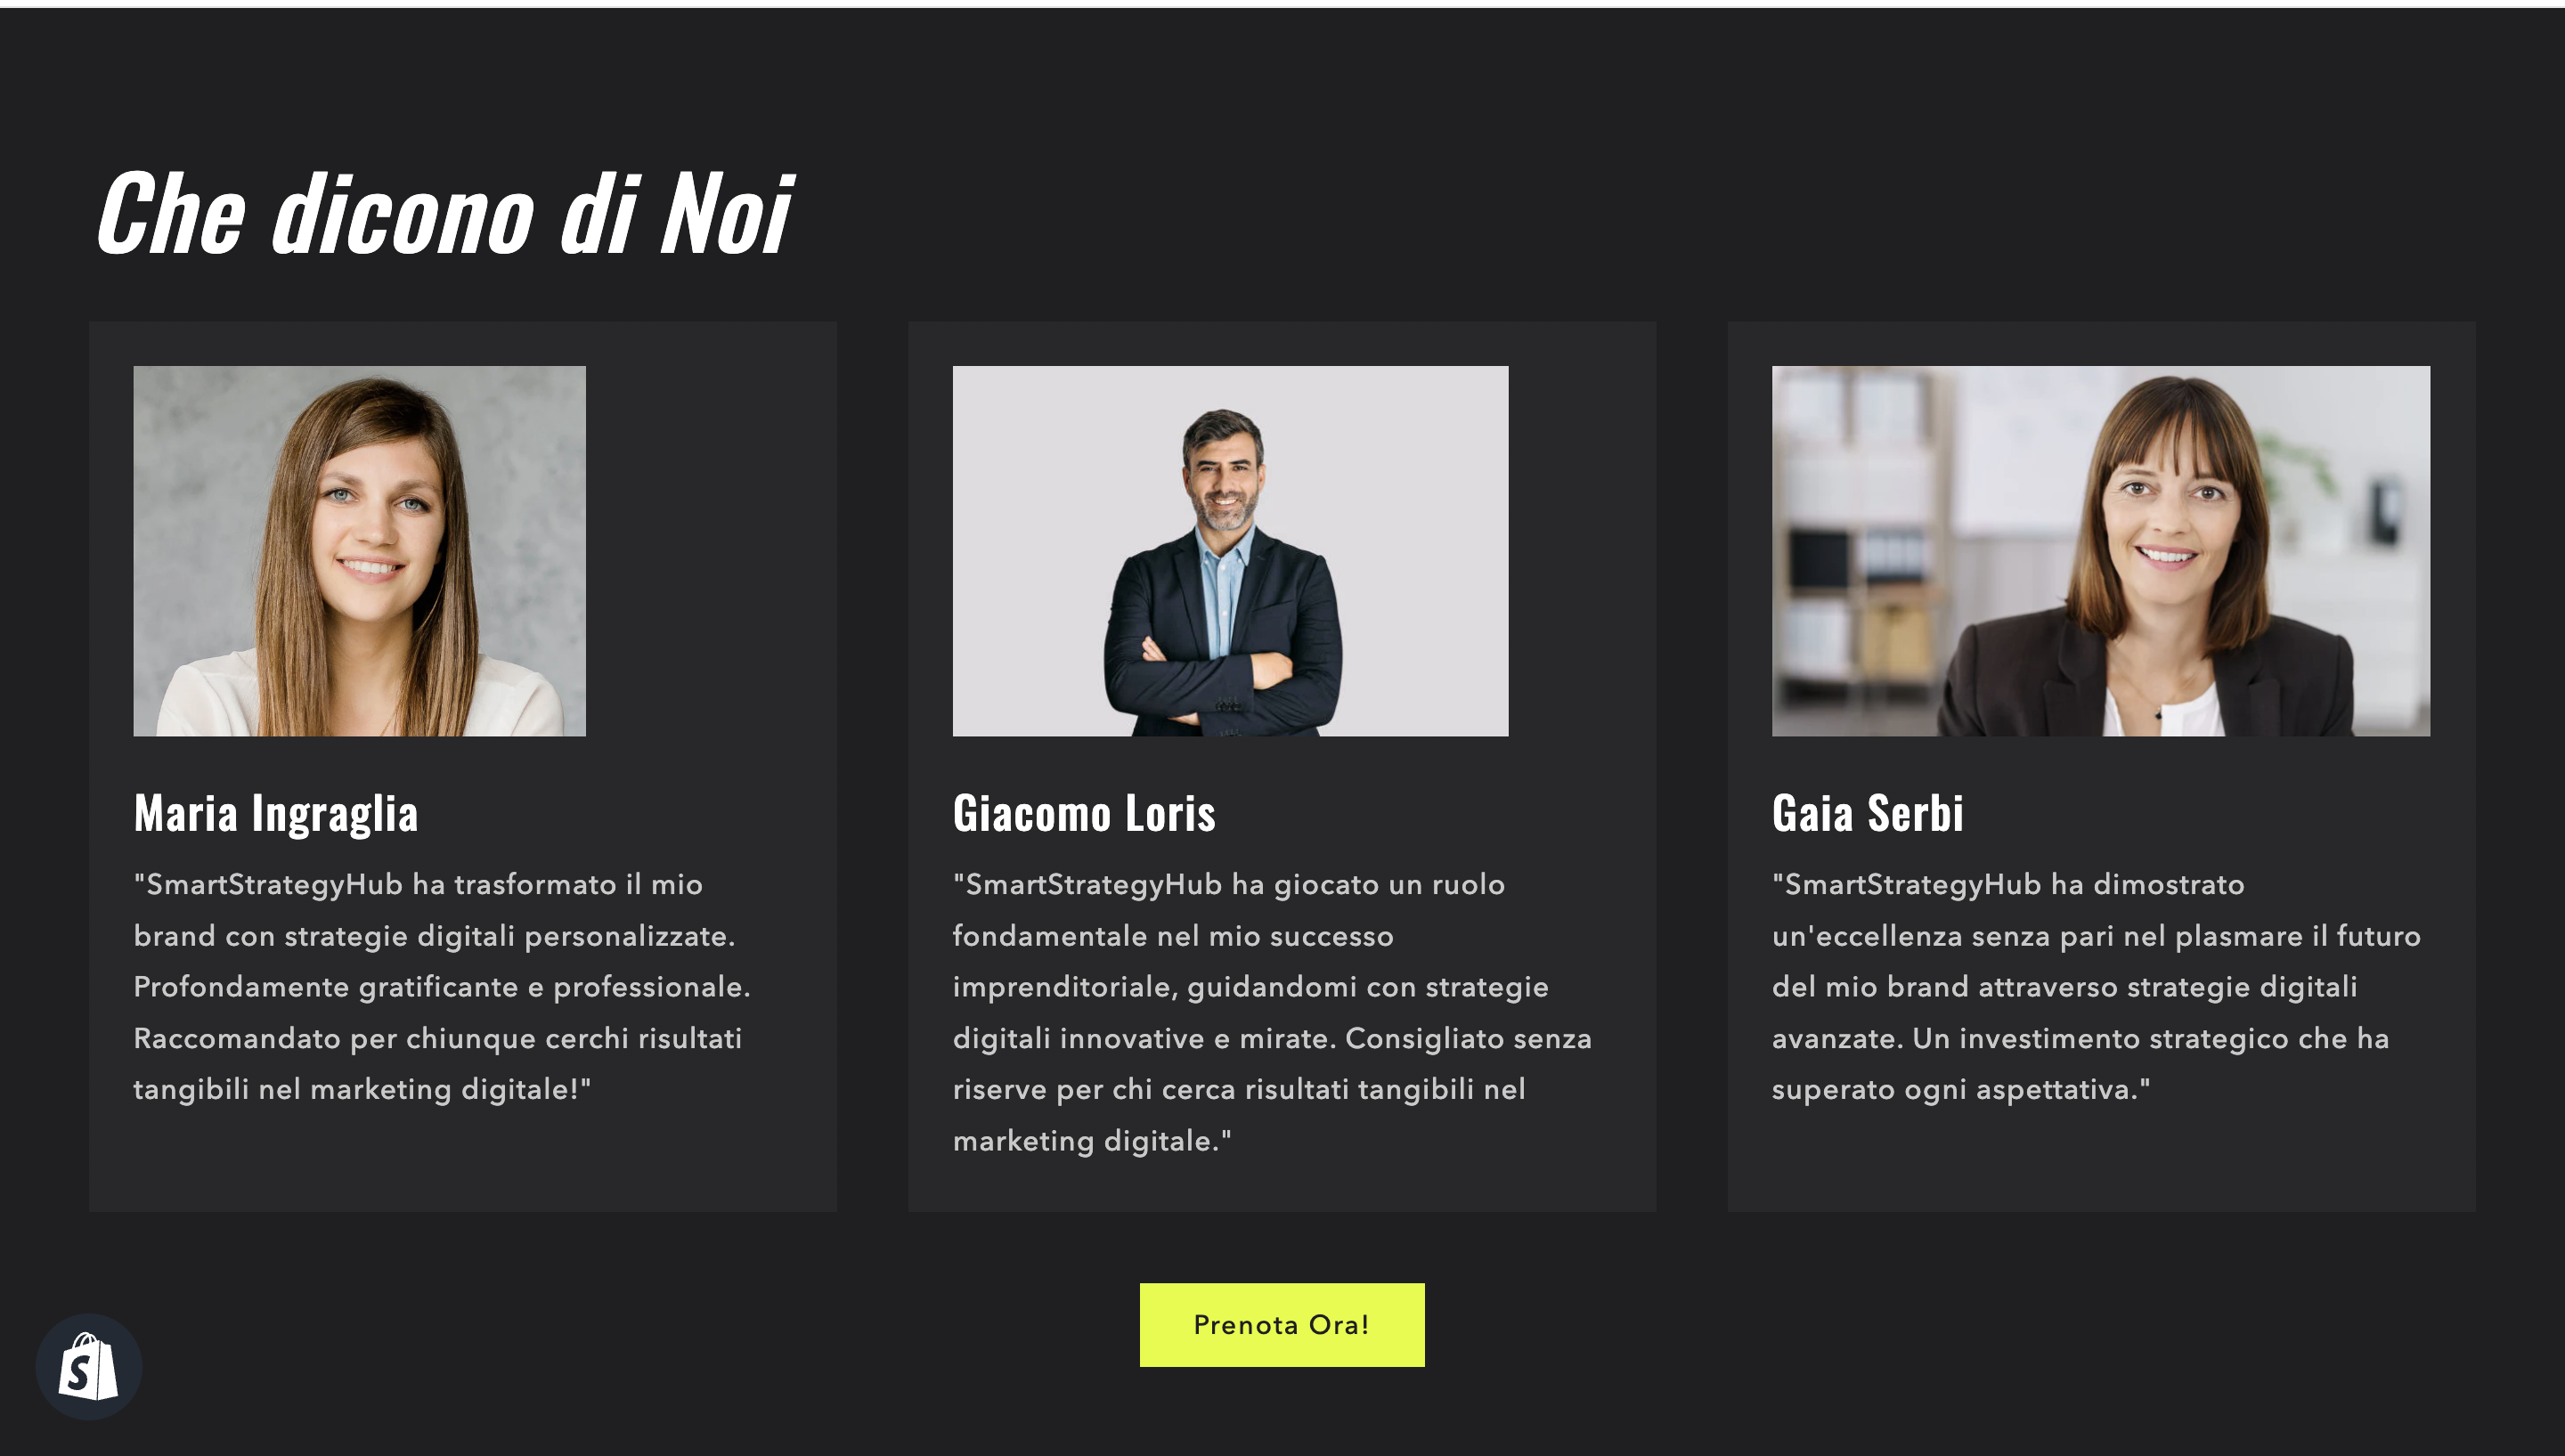 Che dicono di Noi
Maria Ingraglia
"SmartStrategyHub ha trasformato il mio
brand con strategie digitali personalizzate.
Profondamente gratificante e professionale.
Raccomandato per chiunque cerchi risultati
tangibili nel marketing digitale!"
Giacomo Loris
"SmartStrategyHub ha giocato un ruolo
fondamentale nel mio successo
imprenditoriale, guidandomi con strategie
digitali innovative e mirate. Consigliato senza
riserve per chi cerca risultati tangibili nel
marketing digitale."
Gaia Serbi
"SmartStrategyHub ha dimostrato
un'eccellenza senza pari nel plasmare il futuro
del mio brand attraverso strategie digitali
avanzate. Un investimento strategico che ha
superato ogni aspettativa."
Prenota Ora!
S